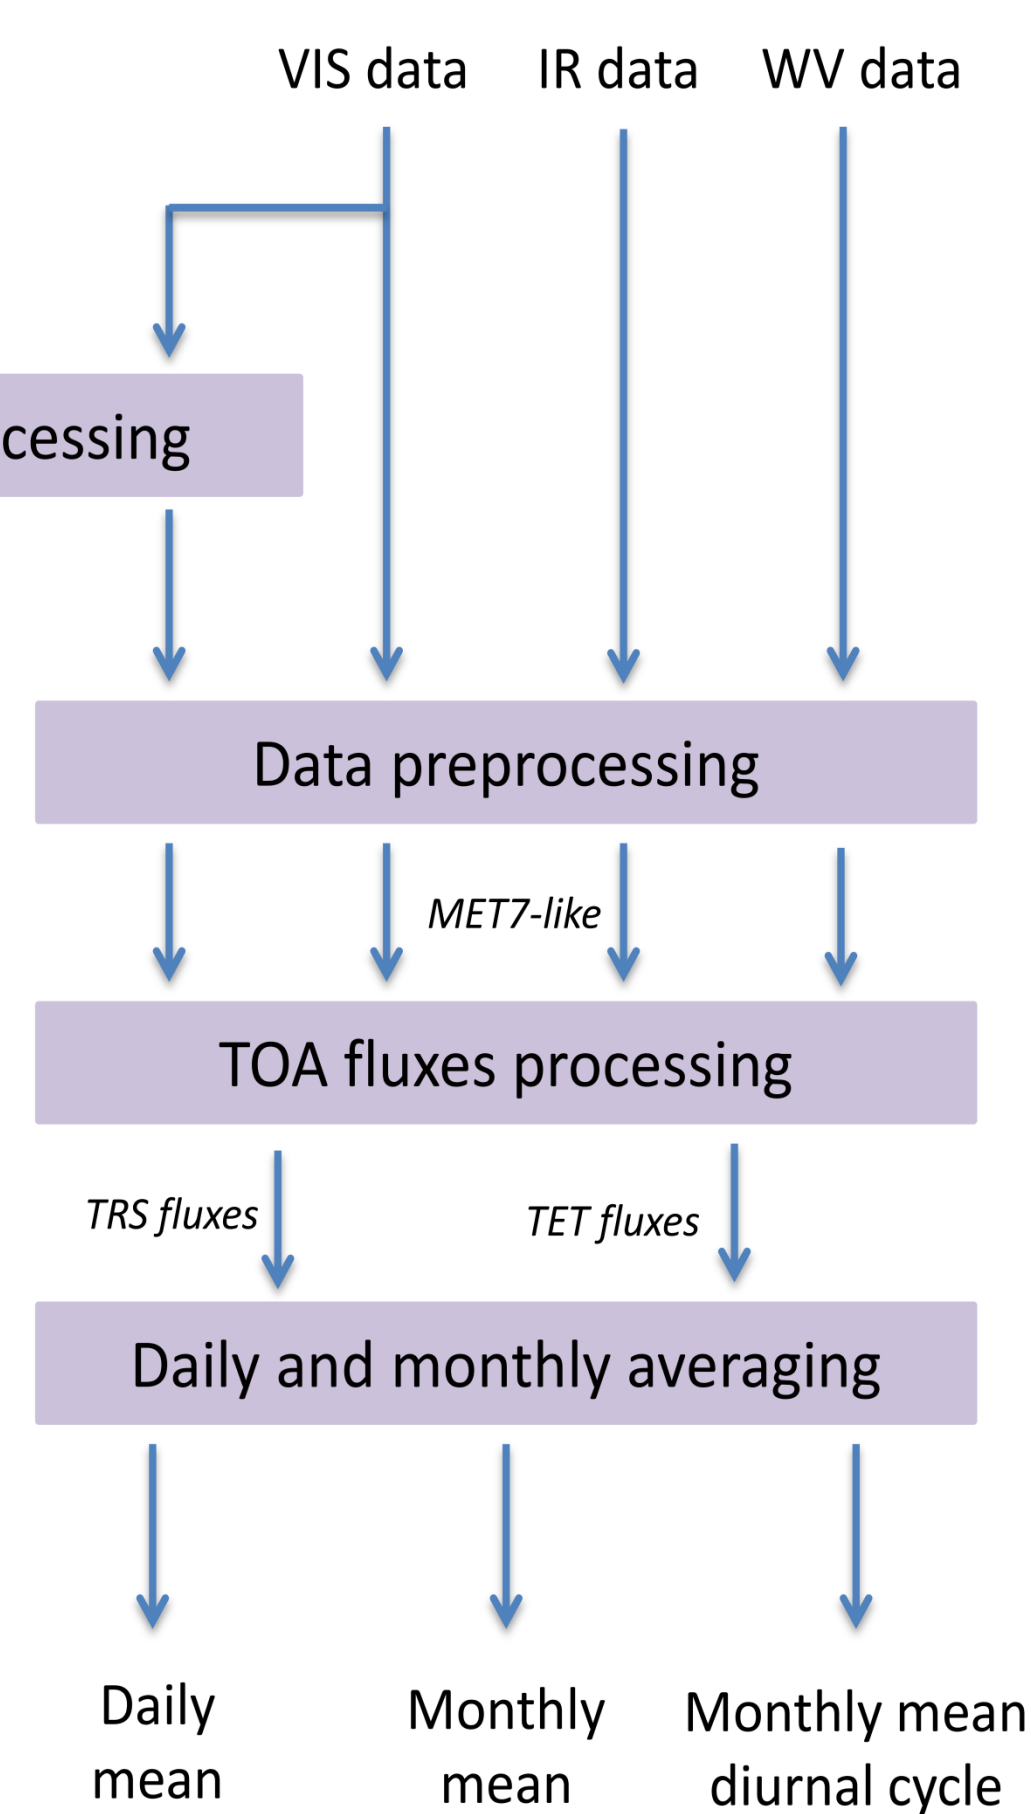 VIS data IR data WV data
cessing
Data preprocessing
MET7-like
TOA fluxes processing
TRS fluxes TET fluxes
Daily and monthly averaging
Daily Monthly Monthly mean
mean mean diurnal cycle